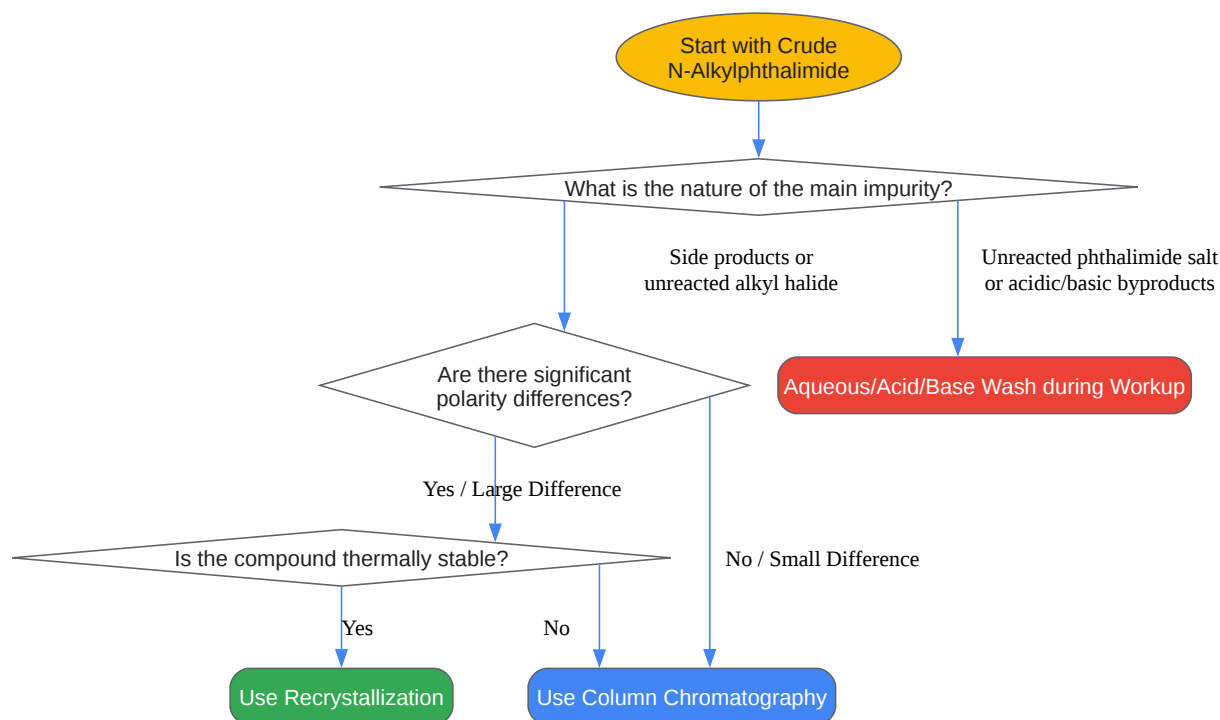 Start with Crude
N-Alkylphthalimide
What is the nature of the main impurity?
Side products or
unreacted alkyl halide
Unreacted phthalimide salt
or acidic/basic byproducts
Are there significant
polarity differences?
Aqueous/Acid/Base Wash during Workup
Yes / Large Difference
Is the compound thermally stable?
No / Small Difference
Yes
No
Use Recrystallization
Use Column Chromatography